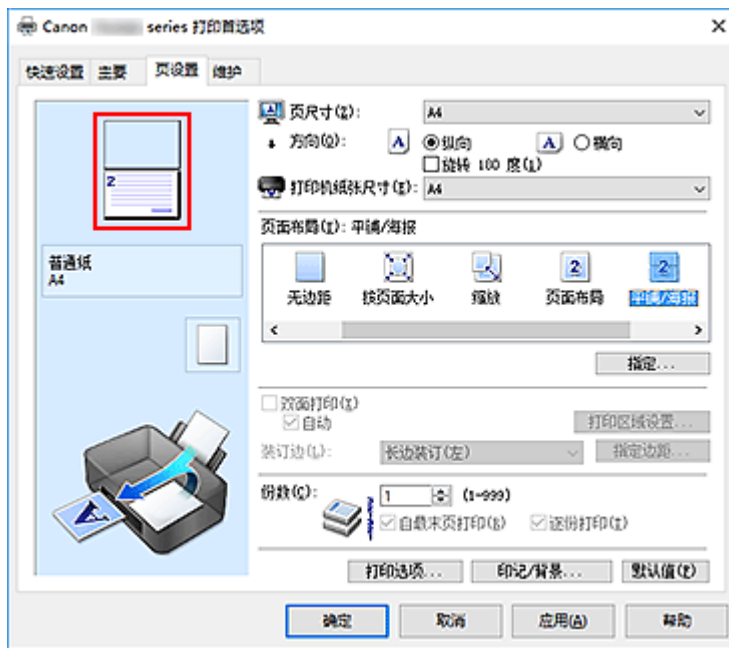 Canon series 打印首选项
快速设置 主要 页设置 维护
页尺寸(Z): A4
方向(O): A 纵向 A 横向
旋转 180 度(1)
打印机纸张尺寸(E): A4
页面布局(I): 平铺/海报
无边距 按页面大小 缩放 页面布局 平铺/海报
2
普通纸
A4
指定...
双面打印(X)
自动
打印区域设置...
装订边(L): 长边装订(左) 指定边距...
份数(C): 1 (1-999)
自最末页打印(B) 逐份打印(T)
打印选项... 印记/背景... 默认值(F)
确定 取消 应用(A) 帮助